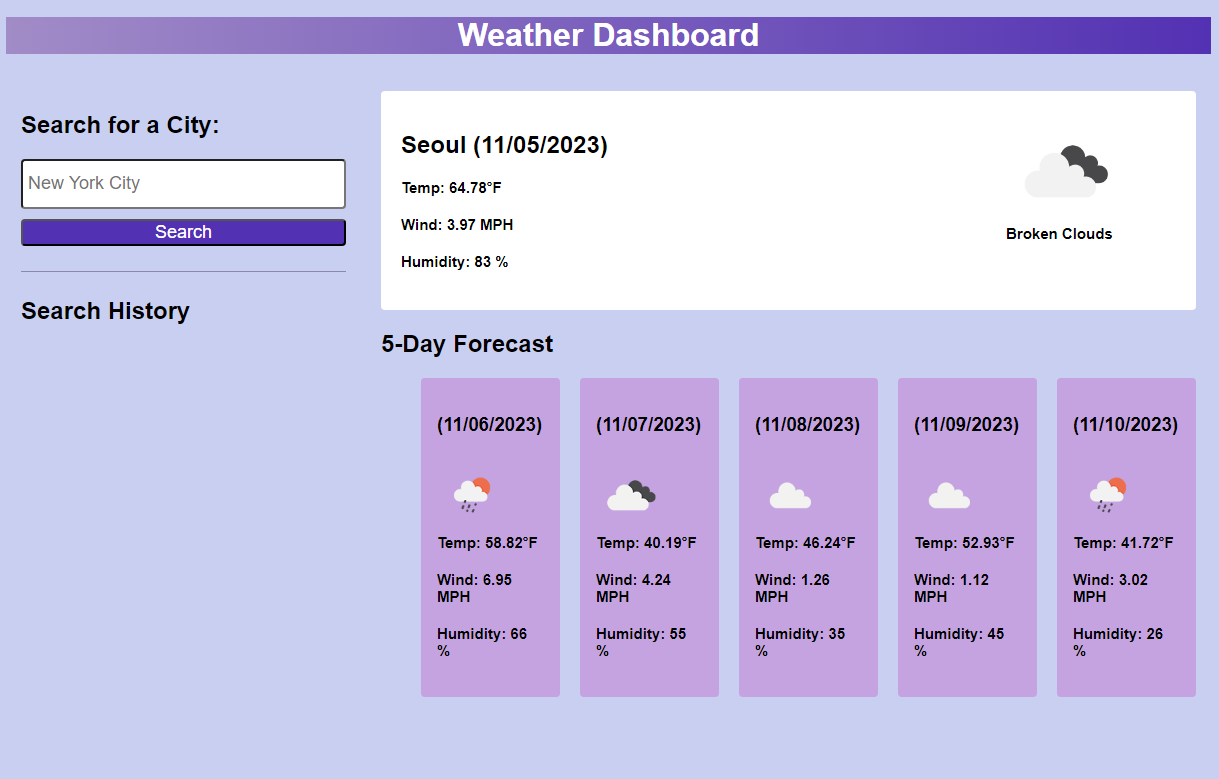 Weather Dashboard
Search for a City:
New York City
Search
Search History
Seoul (11/05/2023)
Temp: 64.78°F
Wind: 3.97 MPH
Humidity: 83 %
Broken Clouds
5-Day Forecast
(11/06/2023)
Temp: 58.82°F
Wind: 6.95
MPH
Humidity: 66
%
(11/07/2023)
Temp: 40.19°F
Wind: 4.24
MPH
Humidity: 55
%
(11/08/2023)
Temp: 46.24°F
Wind: 1.26
MPH
Humidity: 35
%
(11/09/2023)
Temp: 52.93°F
Wind: 1.12
MPH
Humidity: 45
%
(11/10/2023)
Temp: 41.72°F
Wind: 3.02
MPH
Humidity: 26
%